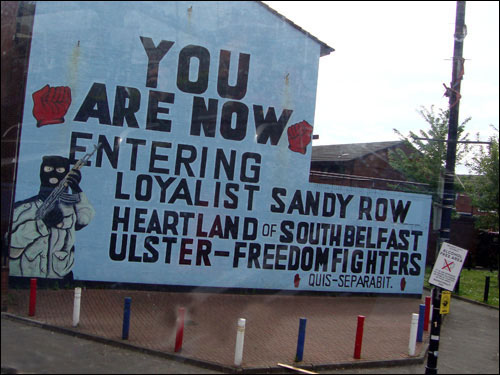 YOU
ARE NOW
ENTERING
LOYALIST SANDY ROW
HEARTLAND OF SOUTH BELFAST
ULSTER-FREEDOM FIGHTERS
QUIS-SEPARABIT.